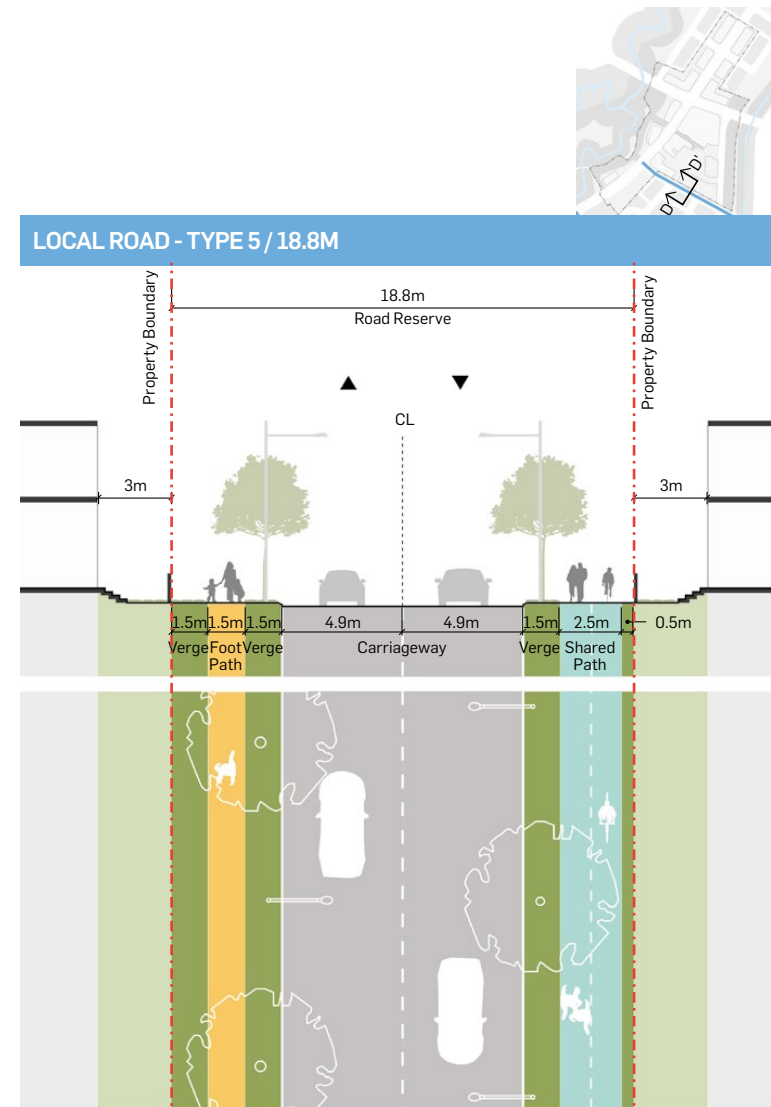 D
D'
LOCAL ROAD - TYPE 5 / 18.8M
Property Boundary
18.8m
Road Reserve
Property Boundary
CL
3m
3m
1.5m 1.5m 1.5m 4.9m 4.9m 1.5m 2.5m 0.5m
Verge Foot Verge Carriageway Verge Shared
Path Path